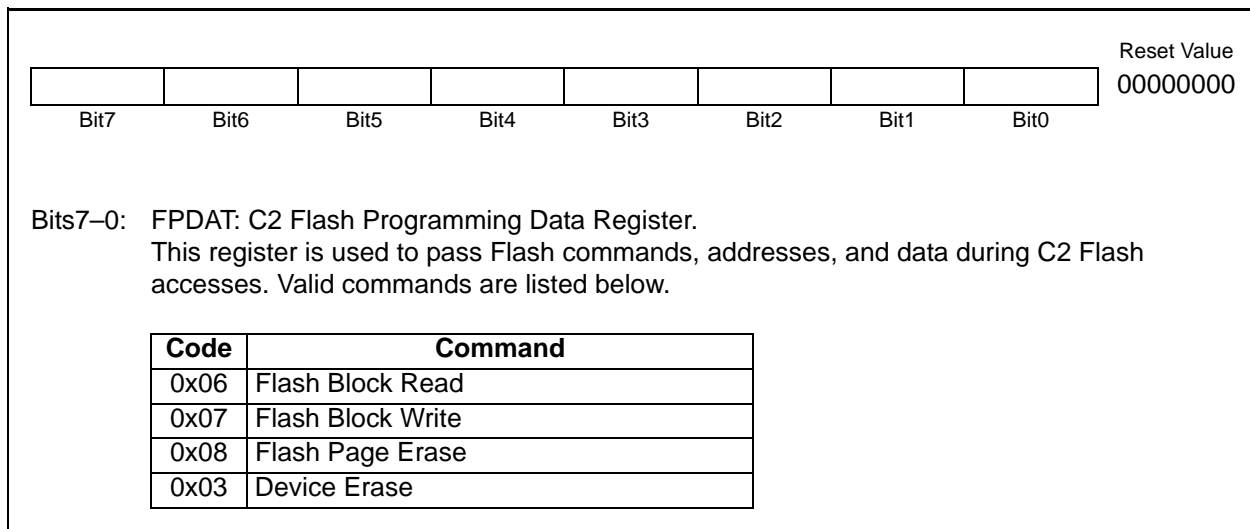 Reset Value
00000000
Bit7 Bit6 Bit5 Bit4 Bit3 Bit2 Bit1 Bit0
Bits7–0: FPDAT: C2 Flash Programming Data Register.
This register is used to pass Flash commands, addresses, and data during C2 Flash
accesses. Valid commands are listed below.
Code Command
0x06 Flash Block Read
0x07 Flash Block Write
0x08 Flash Page Erase
0x03 Device Erase